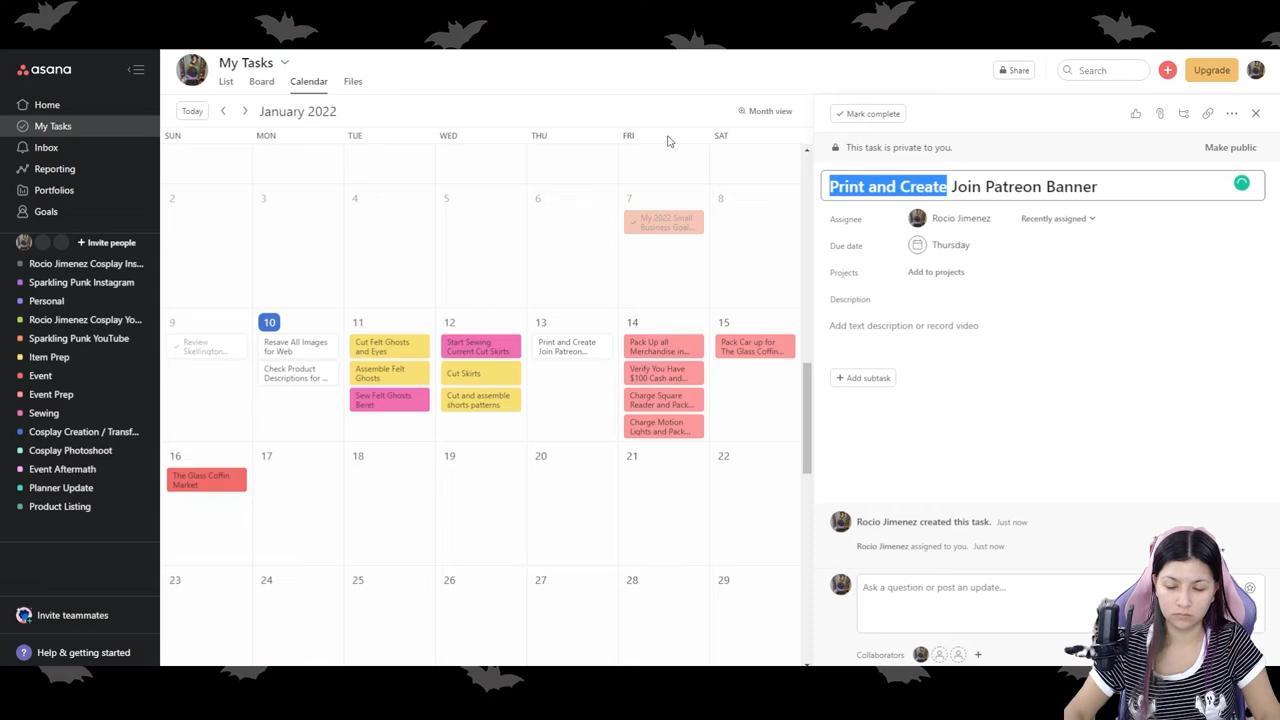 asana
Home
My Tasks
Inbox
Reporting
Portfolios
Goals
Invite people
Rocio Jimenez Cosplay Ins...
Sparkling Punk Instagram
Personal
Rocio Jimenez Cosplay Yo...
Sparkle Punk YouTube
Item Prep
Event
Event Prep
Sewing
Cosplay Creation / Transf...
Cosplay Photoshoot
Event Aftermath
Planner Update
Product Listing
Invite teammates
? Help & getting started
My Tasks
List Board Calendar Files
Share
Search
Upgrade
Today January 2022
Month view
SUN MON TUE WED THU FRI SAT
2 3 4 5 6 7 8
My 2022 Small
Business Goal...
9 10 11 12 13 14 15
Review
Skellington...
Resave All Images
for Web
Check Product
Descriptions for ...
Cut Felt Ghosts
and Eyes
Assemble Felt
Ghosts
Sew Felt Ghosts
Beret
Start Sewing
Current Cut Skirts
Cut Skirts
Cut and assemble
shorts patterns
Print and Create
Join Patreon...
Pack Up all
Merchandise in...
Verify You Have
$100 Cash and...
Charge Square
Reader and Pack...
Charge Motion
Lights and Pack...
Pack Car up for
The Glass Coffin...
16 17 18 19 20 21 22
The Glass Coffin
Market
23 24 25 26 27 28 29
Mark complete
This task is private to you.
Make public
Print and Create Join Patreon Banner
Assignee Rocio Jimenez Recently assigned
Due date Thursday
Projects Add to projects
Description
Add text description or record video
+ Add subtask
Rocio Jimenez created this task. Just now
Rocio Jimenez assigned to you. Just now
Ask a question or post an update...
Collaborators